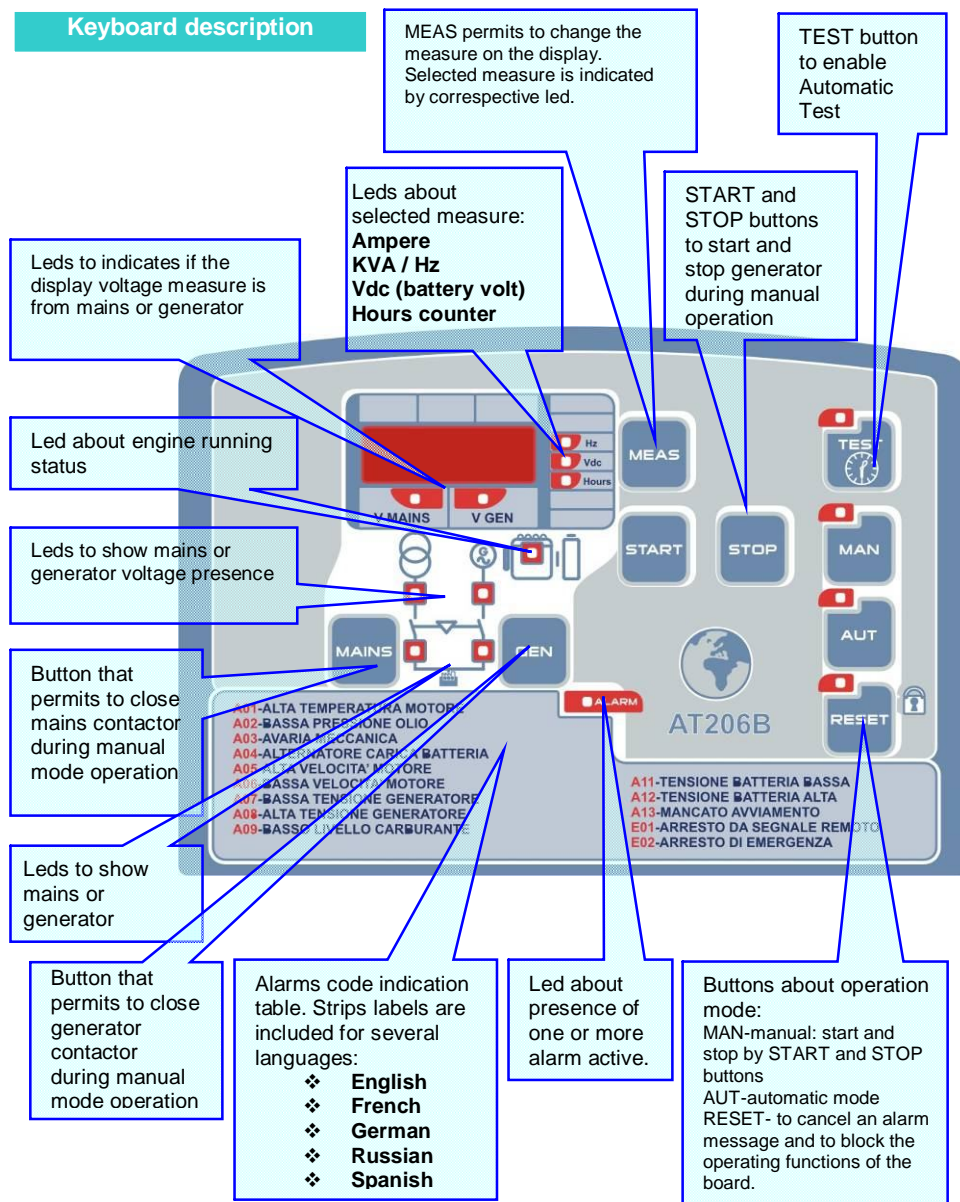 Keyboard description
MEAS permits to change the
measure on the display.
Selected measure is indicated
by correspective led.
TEST button
to enable
Automatic
Test
Leds about
selected measure:
Ampere
KVA / Hz
Vdc (battery volt)
Hours counter
START and
STOP buttons
to start and
stop generator
during manual
operation
Leds to indicates if the
display voltage measure is
from mains or generator
Led about engine running
status
Leds to show mains or
generator voltage presence
Button that
permits to close
mains contactor
during manual
mode operation
Leds to show
mains or
generator
Button that
permits to close
generator
contactor
during manual
mode operation
Hz
Vdc
Hours
V MAINS
V GEN
MEAS
TEST
START
STOP
MAN
MAINS
GEN
G
AUT
ALARM
AT206B
RESET
A01-ALTA TEMPERATURA MOTORE
A02-BASSA PRESSIONE OLIO
A03-AVARIA MECCANICA
A04-ALTERNATORE CARICA BATTERIA
A05-ALTA VELOCITA' MOTORE
A06-BASSA VELOCITA' MOTORE
A07-BASSA TENSIONE GENERATORE
A08-ALTA TENSIONE GENERATORE
A09-BASSO LIVELLO CARBURANTE
A11-TENSIONE BATTERIA BASSA
A12-TENSIONE BATTERIA ALTA
A13-MANCATO AVVIAMENTO
E01-ARRESTO DA SEGNALE REMOTO
E02-ARRESTO DI EMERGENZA
Alarms code indication
table. Strips labels are
included for several
languages:
❖ English
❖ French
❖ German
❖ Russian
❖ Spanish
Led about
presence of
one or more
alarm active.
Buttons about operation
mode:
MAN-manual: start and
stop by START and STOP
buttons
AUT-automatic mode
RESET- to cancel an alarm
message and to block the
operating functions of the
board.